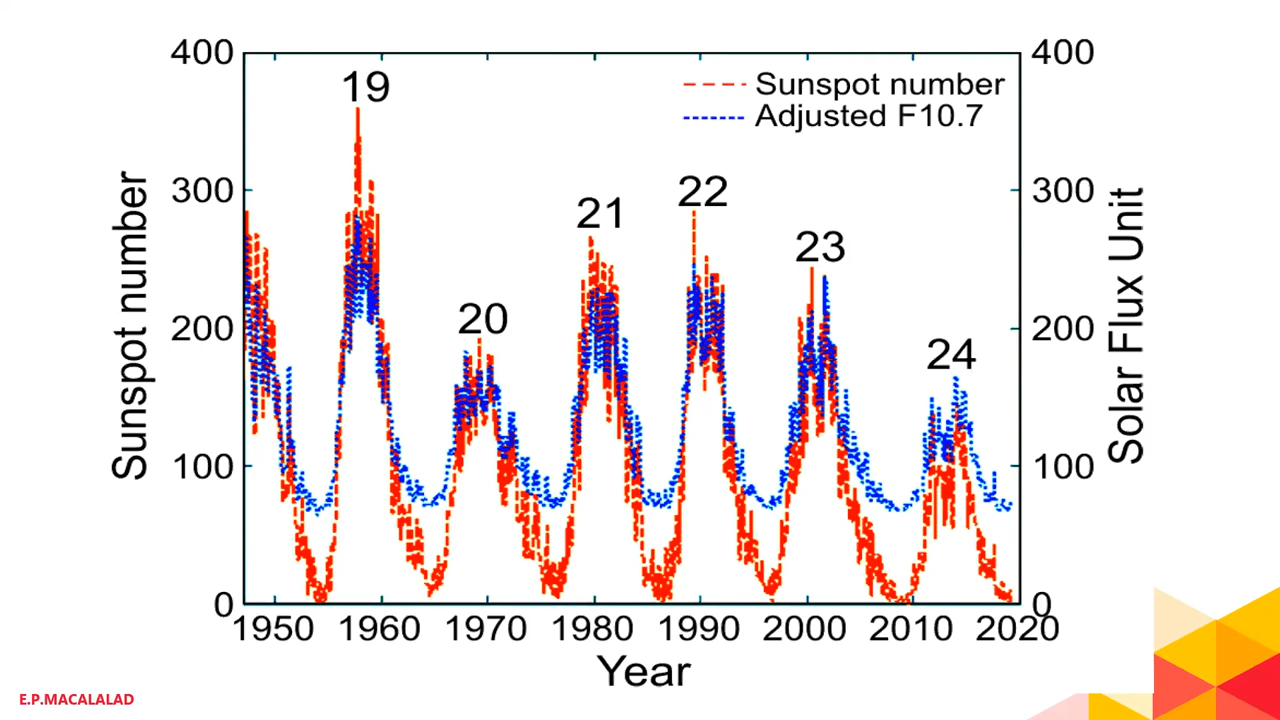 400
300
200
100
0
Sunspot number
19
20
21
22
23
24
Sunspot number
Adjusted F10.7
400
300
200
100
0
Solar Flux Unit
1950 1960 1970 1980 1990 2000 2010 2020
Year
E.P.MACALALAD